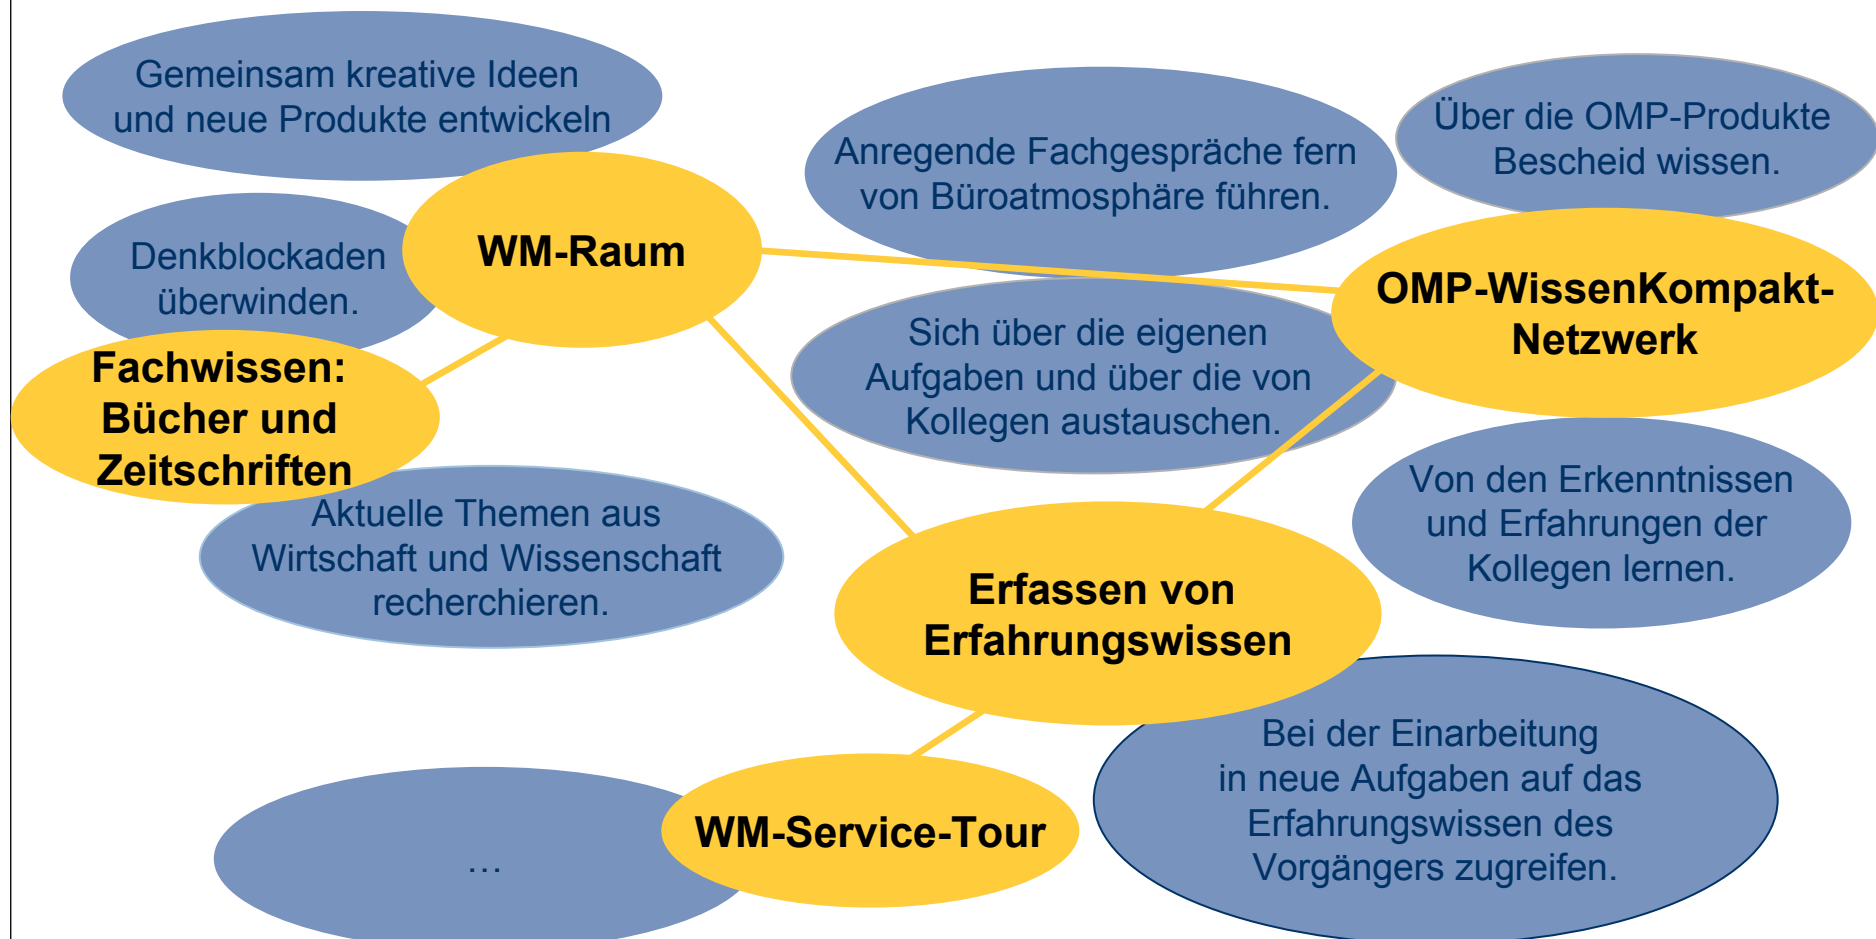 Gemeinsam kreative Ideen
und neue Produkte entwickeln
Anregende Fachgespräche fern
von Büroatmosphäre führen.
Über die OMP-Produkte
Bescheid wissen.
Denkblockaden
überwinden.
WM-Raum
OMP-WissenKompakt-
Netzwerk
Fachwissen:
Bücher und
Zeitschriften
Sich über die eigenen
Aufgaben und über die von
Kollegen austauschen.
Aktuelle Themen aus
Wirtschaft und Wissenschaft
recherchieren.
Von den Erkenntnissen
und Erfahrungen der
Kollegen lernen.
Erfassen von
Erfahrungswissen
Bei der Einarbeitung
in neue Aufgaben auf das
Erfahrungswissen des
Vorgängers zugreifen.
WM-Service-Tour
…